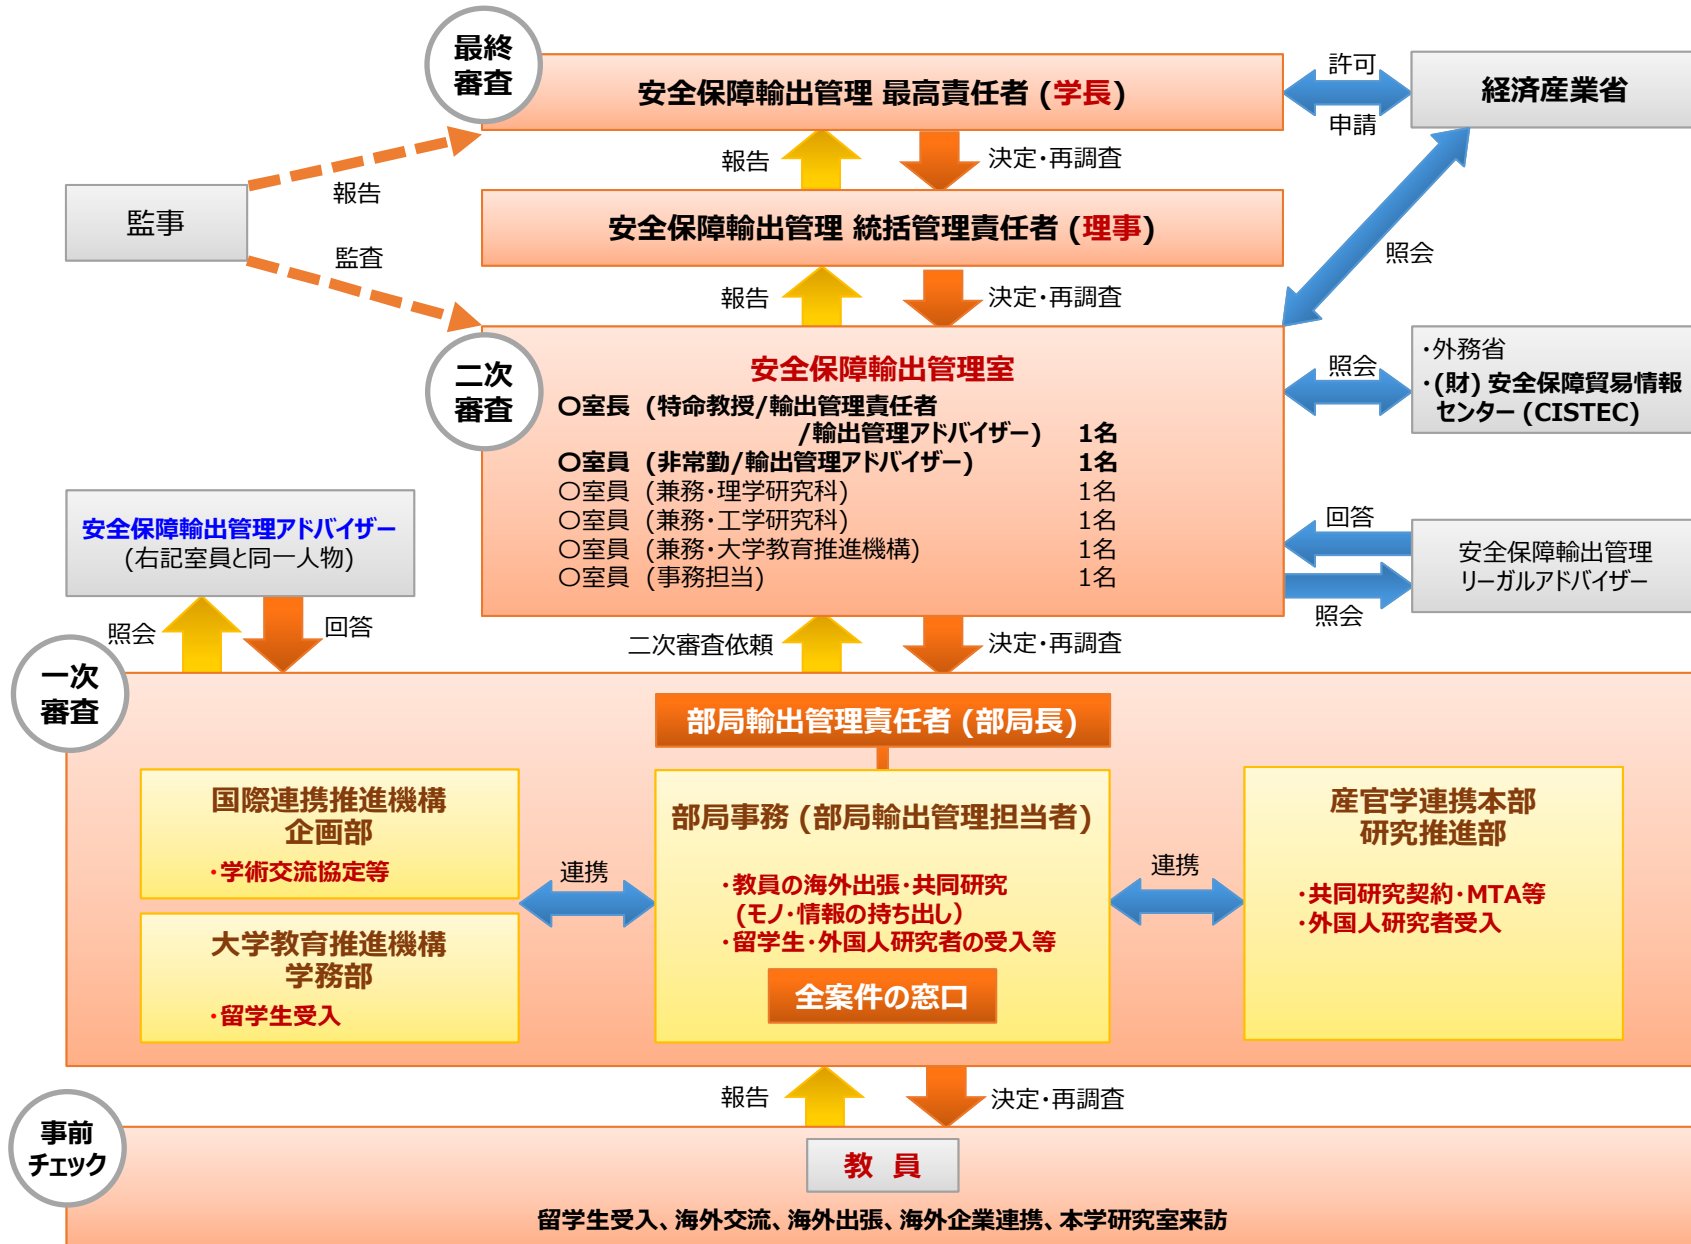 最終
審査
安全保障輸出管理 最高責任者 (学長)
許可
申請
経済産業省
報告
決定・再調査
監事
報告
監査
安全保障輸出管理 統括管理責任者 (理事)
照会
報告
決定・再調査
二次
審査
安全保障輸出管理室
〇室長 (特命教授/輸出管理責任者
/輸出管理アドバイザー) 1名
〇室員 (非常勤/輸出管理アドバイザー) 1名
〇室員 (兼務・理学研究科) 1名
〇室員 (兼務・工学研究科) 1名
〇室員 (兼務・大学教育推進機構) 1名
〇室員 (事務担当) 1名
照会
・外務省
・(財) 安全保障貿易情報
センター (CISTEC)
回答
照会
安全保障輸出管理
リーガルアドバイザー
安全保障輸出管理アドバイザー
(右記室員と同一人物)
照会
回答
二次審査依頼
決定・再調査
一次
審査
部局輸出管理責任者 (部局長)
国際連携推進機構
企画部
・学術交流協定等
大学教育推進機構
学務部
・留学生受入
連携
部局事務 (部局輸出管理担当者)
・教員の海外出張・共同研究
(モノ・情報の持ち出し）
・留学生・外国人研究者の受入等
全案件の窓口
連携
産官学連携本部
研究推進部
・共同研究契約・MTA等
・外国人研究者受入
報告
決定・再調査
事前
チェック
教 員
留学生受入、海外交流、海外出張、海外企業連携、本学研究室来訪